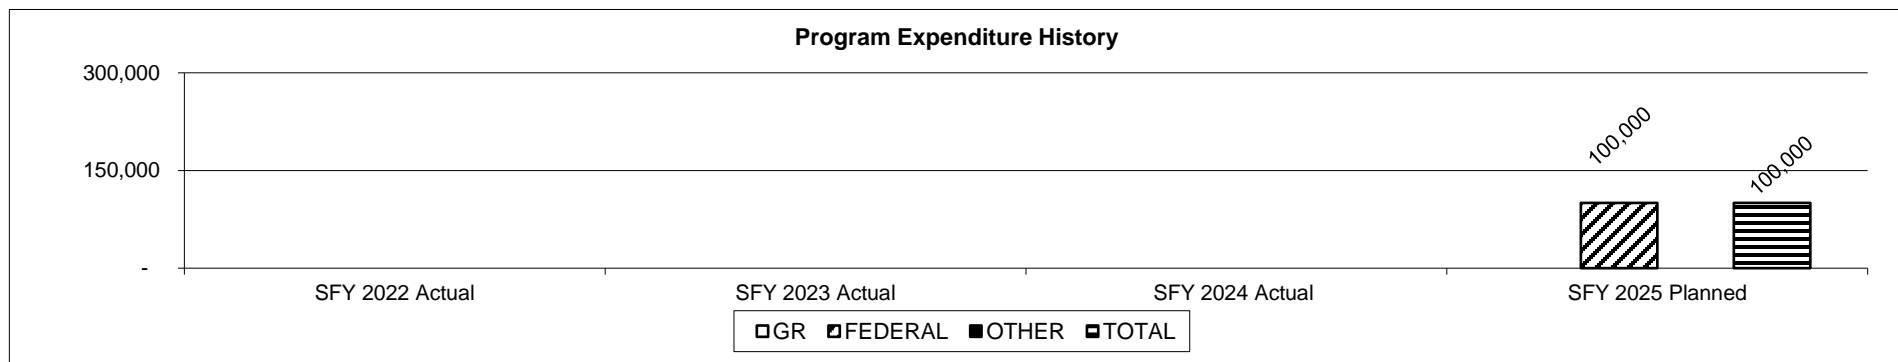 Program Expenditure History
300,000
150,000
-
100,000
100,000
SFY 2022 Actual
SFY 2023 Actual
SFY 2024 Actual
SFY 2025 Planned
GR FEDERAL OTHER TOTAL